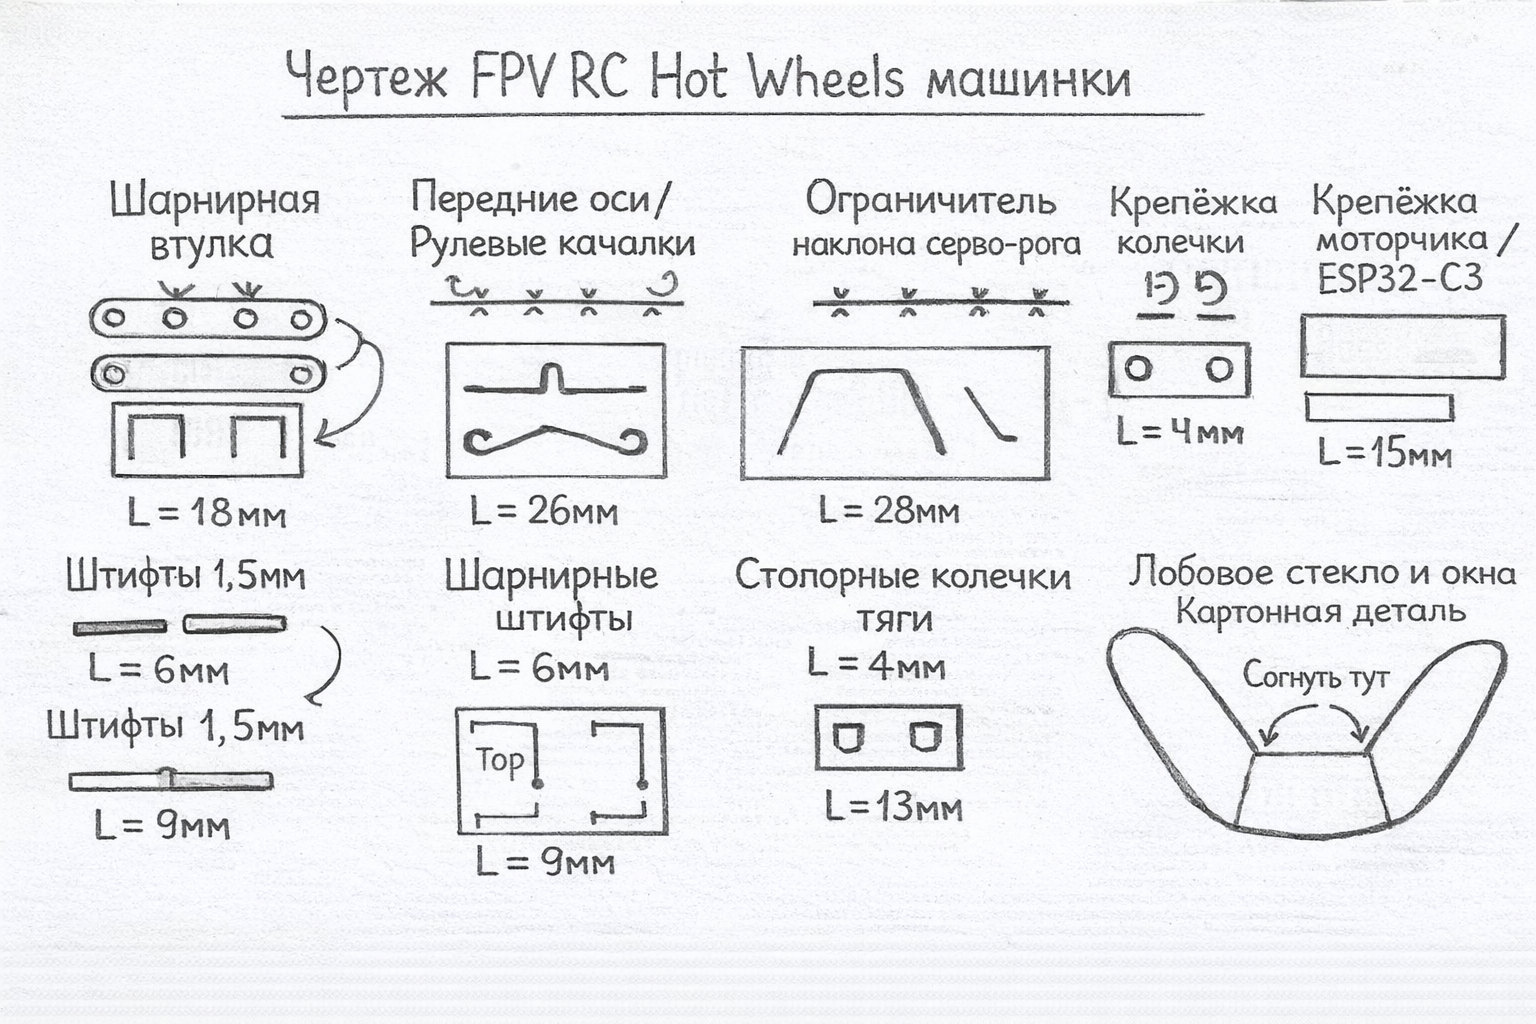 Чертеж FPV RC Hot Wheels машинки
Шарнирная
втулка
L = 18мм
Передние оси/
Рулевые качалки
L = 26мм
Ограничитель
наклона серво-рога
L = 28мм
Крепёжка
колечки
L = 4мм
Крепёжка
моторчика /
ESP32-C3
L = 15мм
Штифты 1,5мм
L = 6мм
Штифты 1,5мм
L = 9мм
Шарнирные
штифты
L = 6мм
Top
L = 9мм
Стопорные колечки
тяги
L = 4мм
L = 13мм
Лобовое стекло и окна
Картонная деталь
Согнуть тут